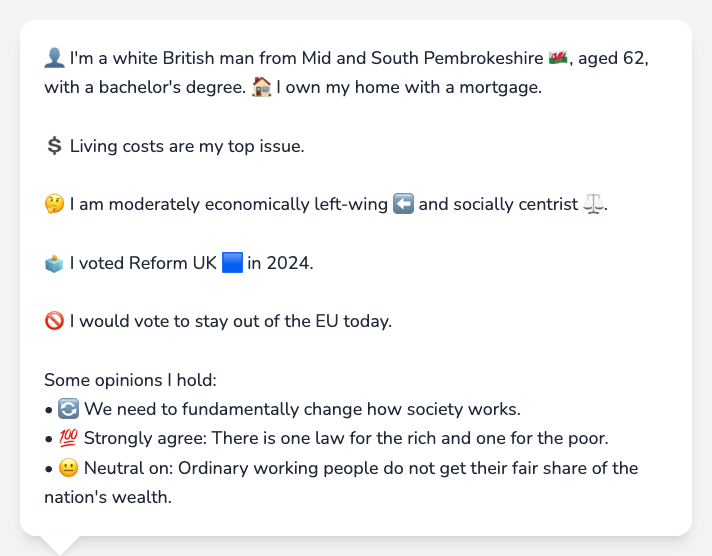 👤 I'm a white British man from Mid and South Pembrokeshire 🏴󠁧󠁢󠁷󠁬󠁳󠁿, aged 62,
with a bachelor's degree. 🏠 I own my home with a mortgage.
💲 Living costs are my top issue.
🤔 I am moderately economically left-wing ⬅️ and socially centrist ⚖️.
🗳️ I voted Reform UK 🟦 in 2024.
🚫 I would vote to stay out of the EU today.
Some opinions I hold:
• 🔄 We need to fundamentally change how society works.
• 💯 Strongly agree: There is one law for the rich and one for the poor.
• 😐 Neutral on: Ordinary working people do not get their fair share of the
nation's wealth.